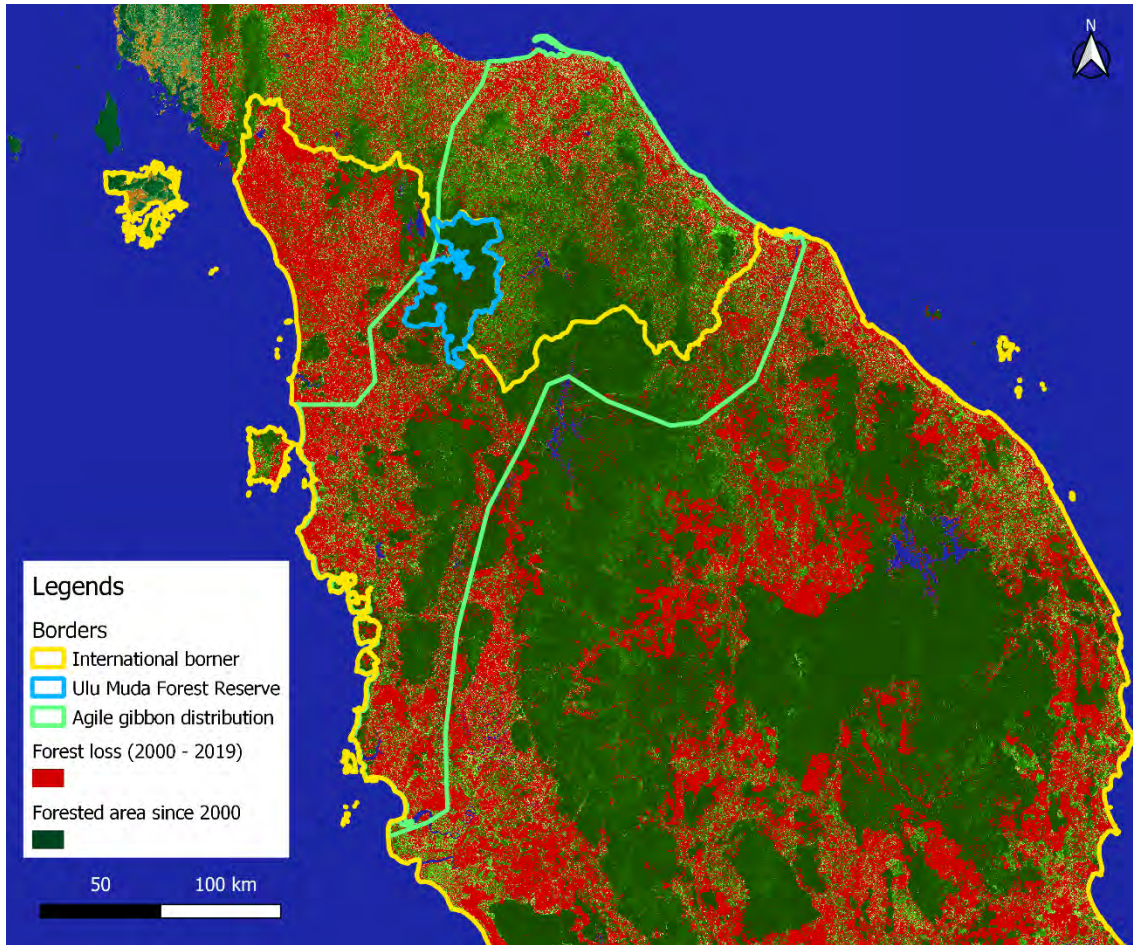 N
Legends
Borders
International borner
Ulu Muda Forest Reserve
Agile gibbon distribution
Forest loss (2000 - 2019)
Forested area since 2000
50 100 km